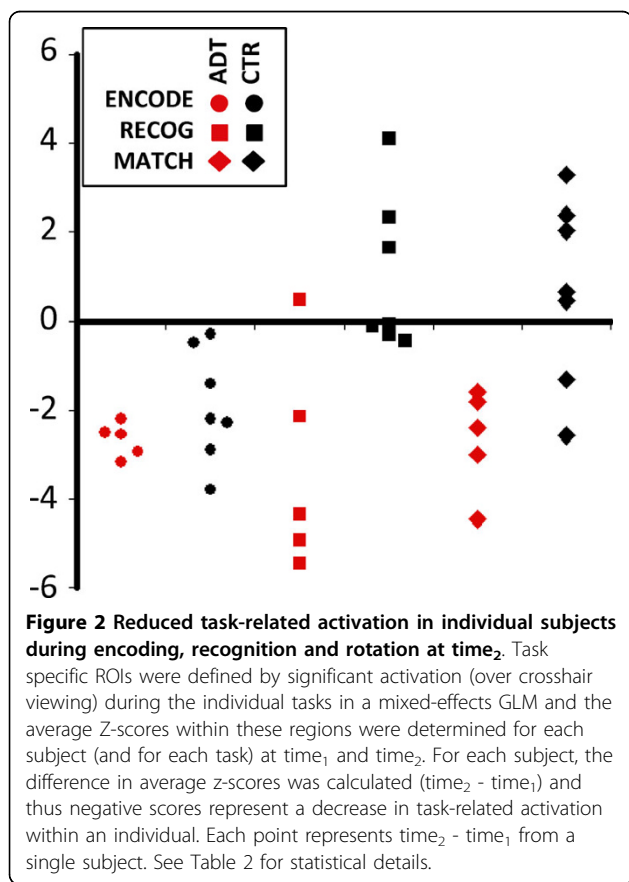 6
4
2
0
-2
-4
-6
ADT CTR
ENCODE
RECOG
MATCH
Figure 2 Reduced task-related activation in individual subjects
during encoding, recognition and rotation at time₂. Task
specific ROIs were defined by significant activation (over crosshair
viewing) during the individual tasks in a mixed-effects GLM and the
average Z-scores within these regions were determined for each
subject (and for each task) at time₁ and time₂. For each subject, the
difference in average z-scores was calculated (time₂ - time₁) and
thus negative scores represent a decrease in task-related activation
within an individual. Each point represents time₂ - time₁ from a
single subject. See Table 2 for statistical details.